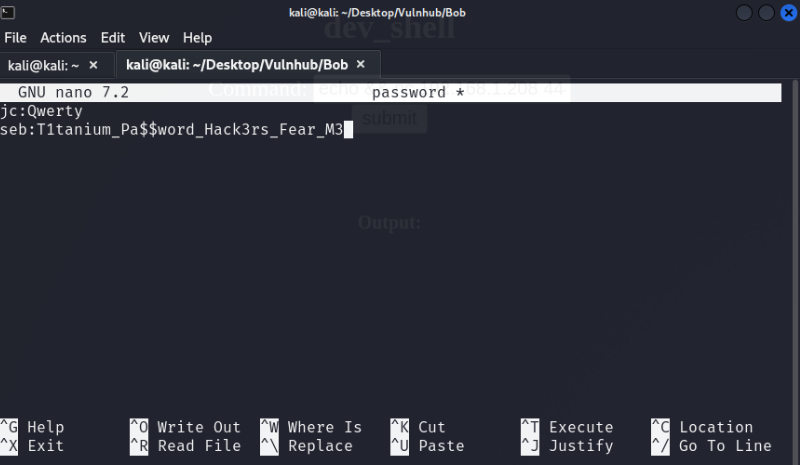 kali@kali: ~/Desktop/Vulnhub/Bob
dev_shell
File Actions Edit View Help
kali@kali: ~ × kali@kali: ~/Desktop/Vulnhub/Bob ×
GNU nano 7.2 password *
Command: echo 168.1.208 44
jc:Qwerty
submit
seb:T1tanium_Pa$$word_Hack3rs_Fear_M3
Output:
^G Help ^O Write Out ^W Where Is ^K Cut ^T Execute ^C Location
^X Exit ^R Read File ^\ Replace ^U Paste ^J Justify ^/ Go To Line